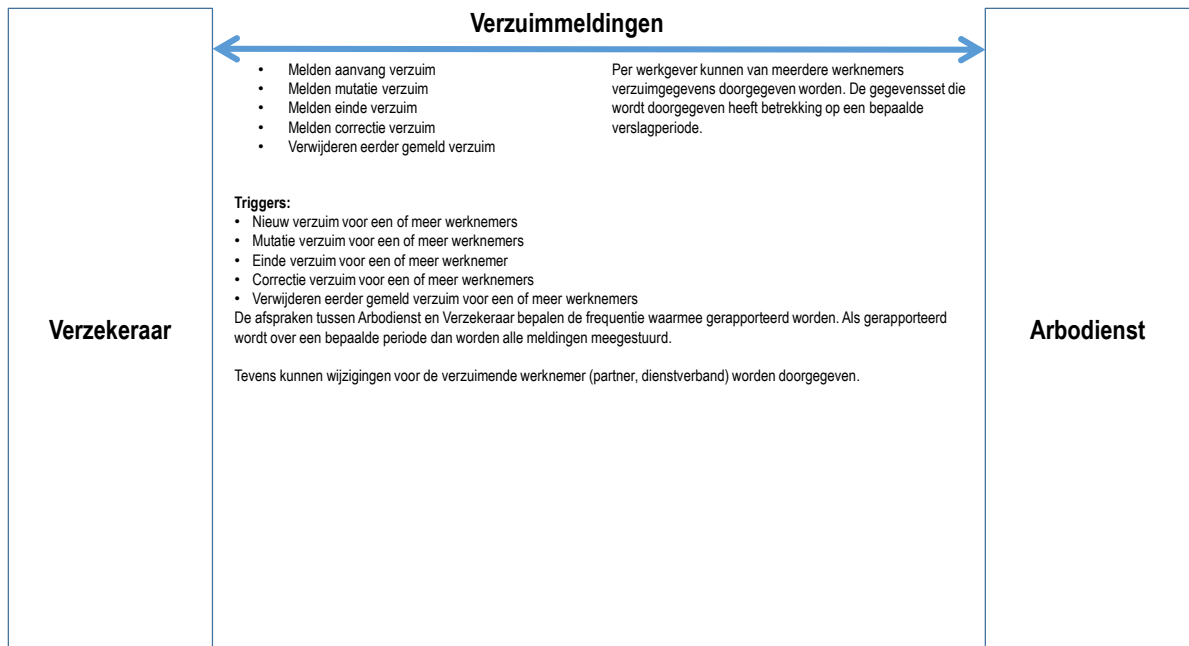 Verzuimmeldingen
• Melden aanvang verzuim
• Melden mutatie verzuim
• Melden einde verzuim
• Melden correctie verzuim
• Verwijderen eerder gemeld verzuim
Per werkgever kunnen van meerdere werknemers
verzuimgegevens doorgegeven worden. De gegevensset die
wordt doorgegeven heeft betrekking op een bepaalde
verslagperiode.
Triggers:
• Nieuw verzuim voor een of meer werknemers
• Mutatie verzuim voor een of meer werknemers
• Einde verzuim voor een of meer werknemer
• Correctie verzuim voor een of meer werknemers
• Verwijderen eerder gemeld verzuim voor een of meer werknemers
De afspraken tussen Arbodienst en Verzekeraar bepalen de frequentie waarmee gerapporteerd worden. Als gerapporteerd
wordt over een bepaalde periode dan worden alle meldingen meegestuurd.
Tevens kunnen wijzigingen voor de verzuimende werknemer (partner, dienstverband) worden doorgegeven.
Verzekeraar
Arbodienst